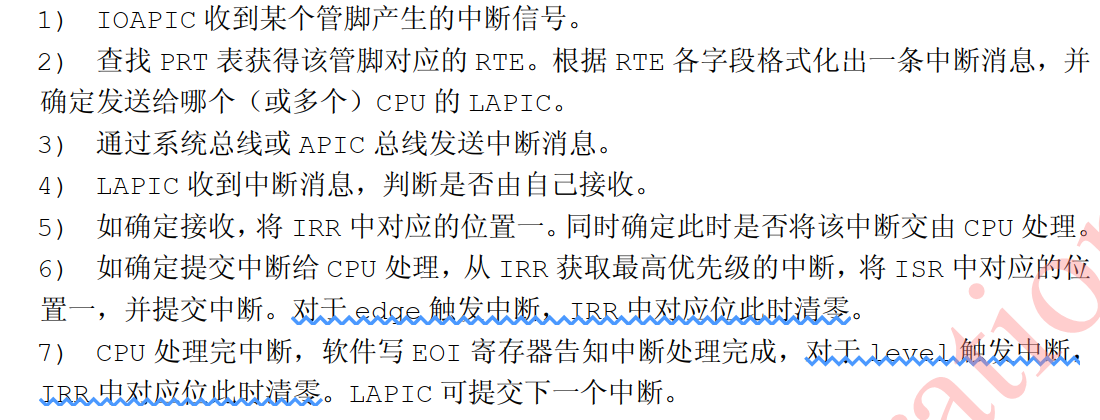 1) IOAPIC 收到某个管脚产生的中断信号。
2) 查找 PRT 表获得该管脚对应的 RTE。根据 RTE 各字段格式化出一条中断消息，并
确定发送给哪个（或多个）CPU 的 LAPIC。
3) 通过系统总线或 APIC 总线发送中断消息。
4) LAPIC 收到中断消息，判断是否由自己接收。
5) 如确定接收，将 IRR 中对应的位置一。同时确定此时是否将该中断交由 CPU 处理。
6) 如确定提交中断给 CPU 处理，从 IRR 获取最高优先级的中断，将 ISR 中对应的位
置一，并提交中断。对于 edge 触发中断，IRR 中对应位此时清零。
7) CPU 处理完中断，软件写 EOI 寄存器告知中断处理完成，对于 level 触发中断，
IRR 中对应位此时清零。LAPIC 可提交下一个中断。
ration